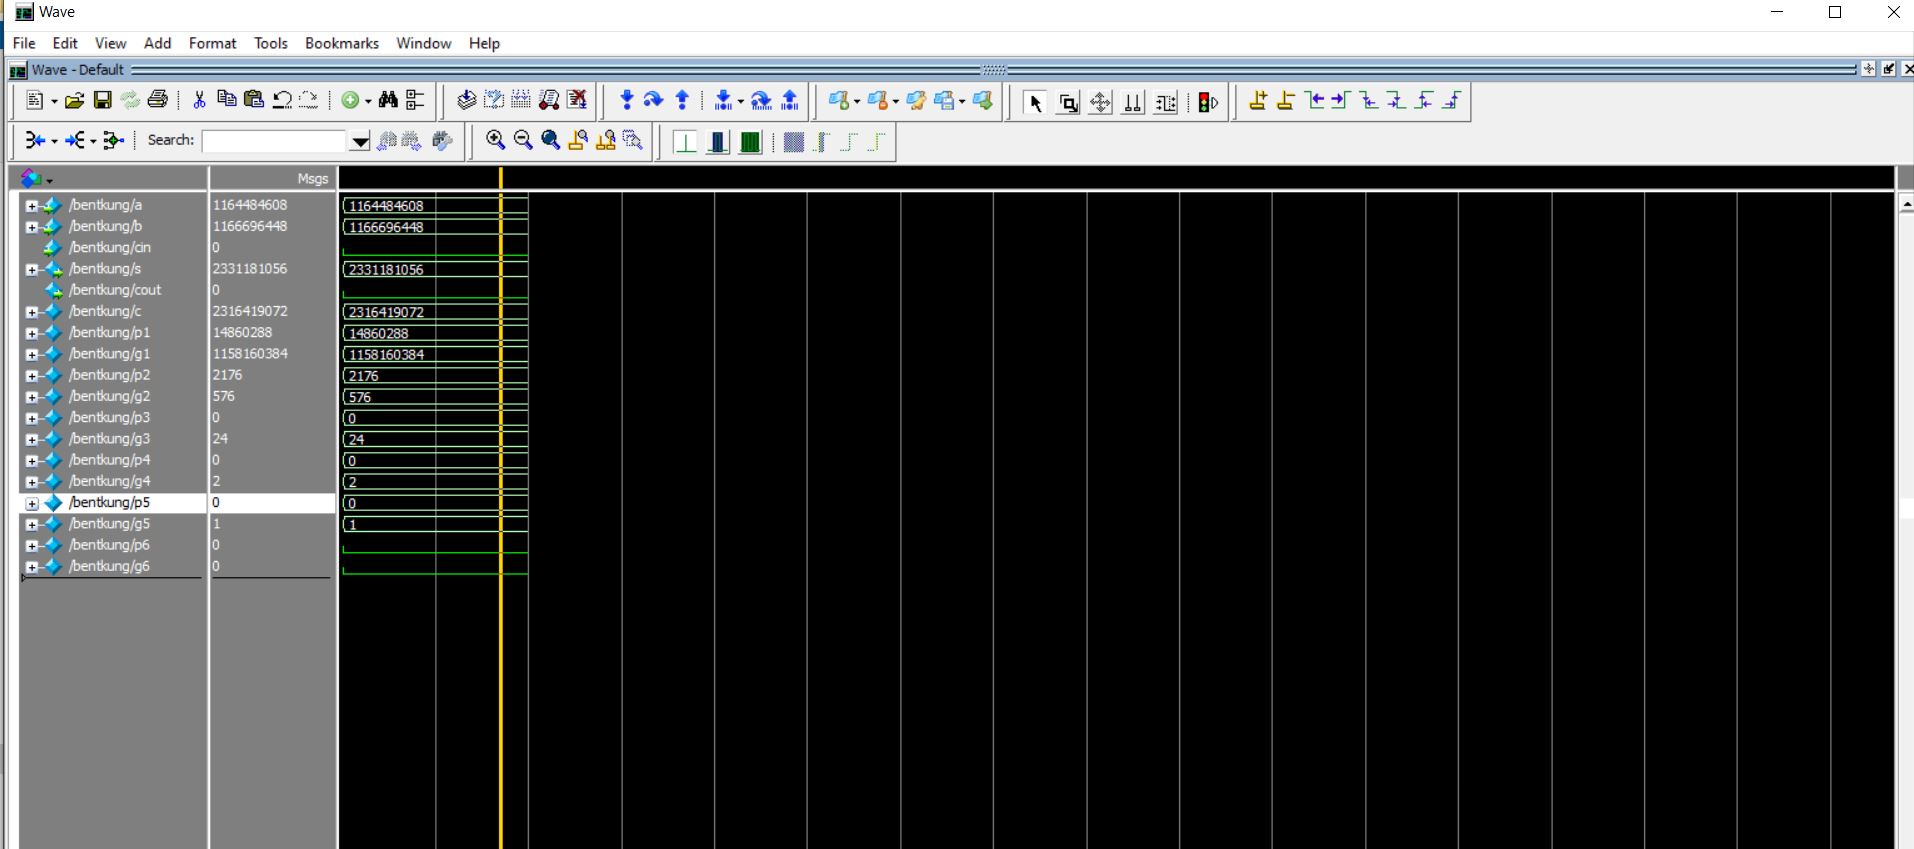 Wave
File Edit View Add Format Tools Bookmarks Window Help
Wave - Default
Search:
Msgs
/bentkung/a 1164484608 1164484608
/bentkung/b 1166696448 1166696448
/bentkung/cin 0
/bentkung/s 2331181056 2331181056
/bentkung/cout 0
/bentkung/c 2316419072 2316419072
/bentkung/p1 14860288 14860288
/bentkung/g1 1158160384 1158160384
/bentkung/p2 2176 2176
/bentkung/g2 576 576
/bentkung/p3 0 0
/bentkung/g3 24 24
/bentkung/p4 0 0
/bentkung/g4 2 2
/bentkung/p5 0 0
/bentkung/g5 1 1
/bentkung/p6 0
/bentkung/g6 0